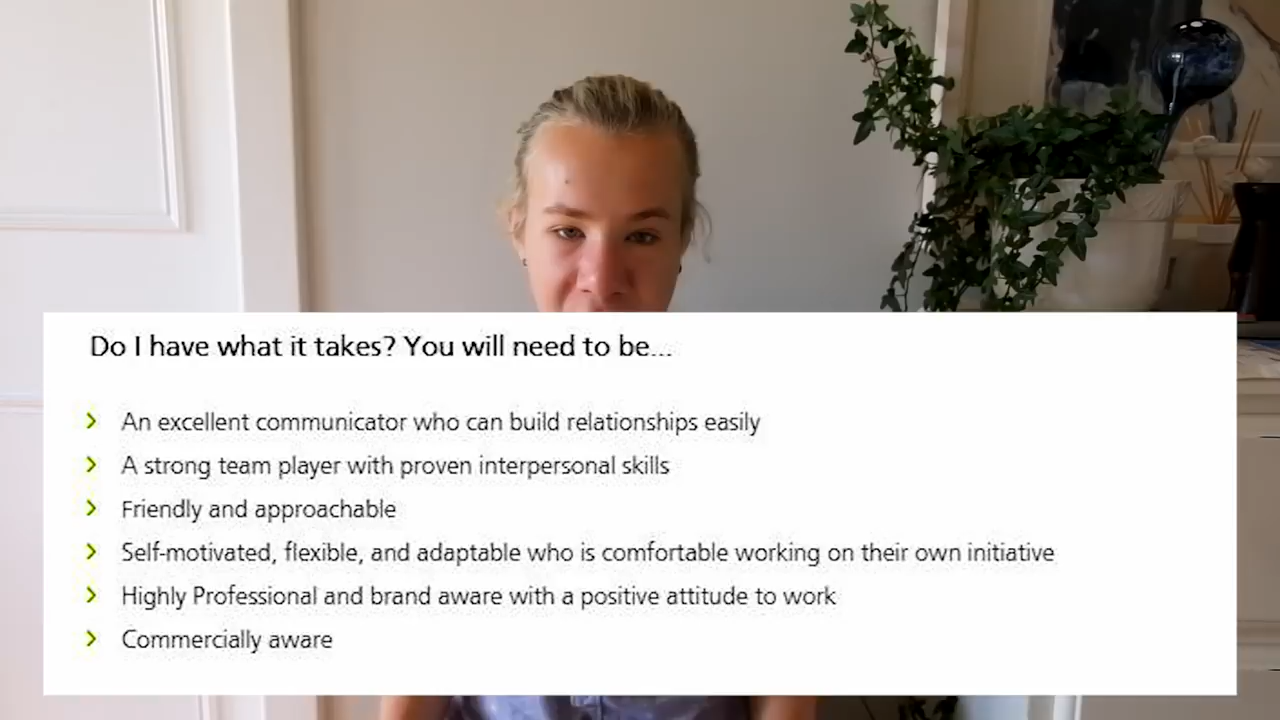 Do I have what it takes? You will need to be...
An excellent communicator who can build relationships easily
A strong team player with proven interpersonal skills
Friendly and approachable
Self-motivated, flexible, and adaptable who is comfortable working on their own initiative
Highly Professional and brand aware with a positive attitude to work
Commercially aware